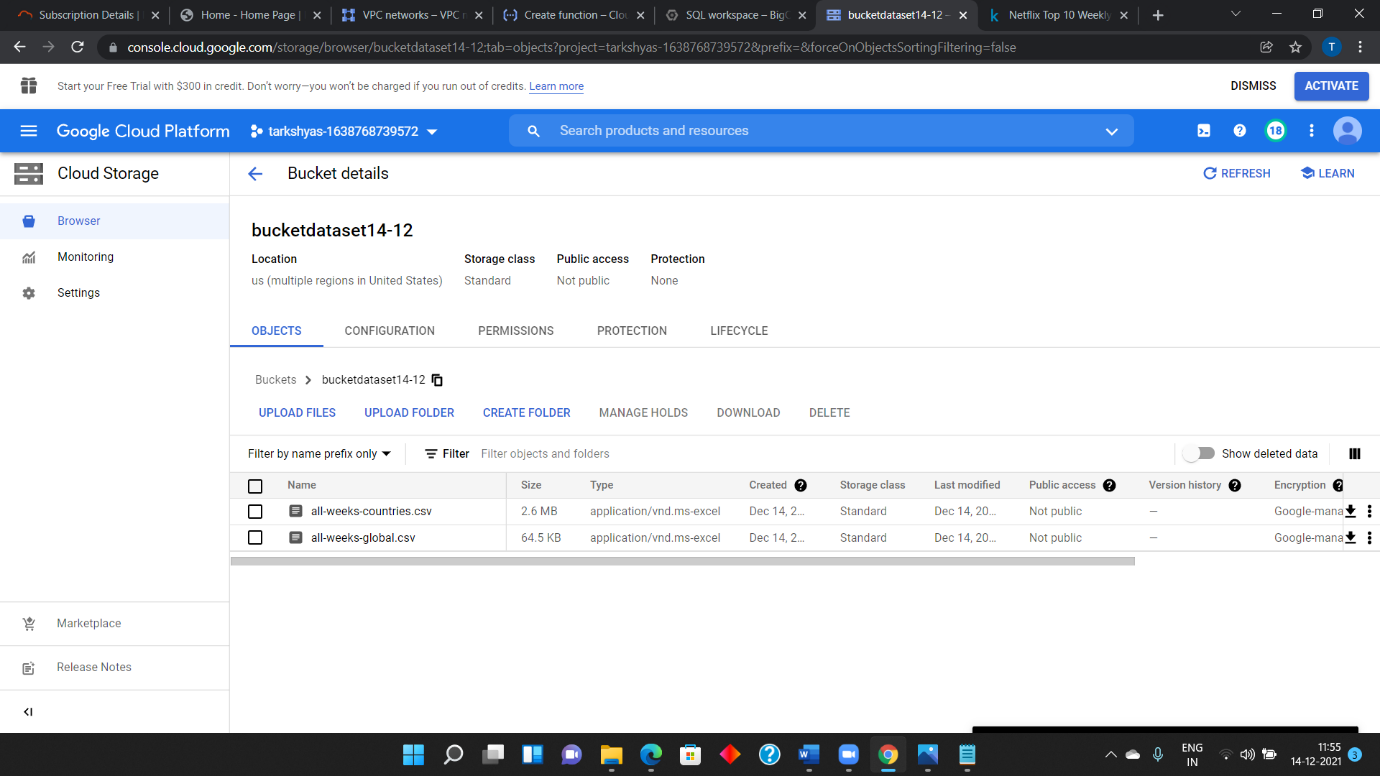 Subscription Details |
Home - Home Page |
VPC networks – VPC n
Create function – Clou
SQL workspace – BigQ
bucketdataset14-12 –
Netflix Top 10 Weekly
console.cloud.google.com/storage/browser/bucketdataset14-12;tab=objects?project=tarkshyas-1638768739572&prefix=&forceOnObjectsSortingFiltering=false
T
Start your Free Trial with $300 in credit. Don't worry—you won't be charged if you run out of credits. Learn more
DISMISS
ACTIVATE
Google Cloud Platform
tarkshyas-1638768739572
Search products and resources
18
Cloud Storage
Bucket details
REFRESH
LEARN
Browser
Monitoring
Settings
bucketdataset14-12
Location Storage class Public access Protection
us (multiple regions in United States) Standard Not public None
OBJECTS CONFIGURATION PERMISSIONS PROTECTION LIFECYCLE
Buckets > bucketdataset14-12
UPLOAD FILES UPLOAD FOLDER CREATE FOLDER MANAGE HOLDS DOWNLOAD DELETE
Filter by name prefix only Filter Filter objects and folders Show deleted data
Name Size Type Created Storage class Last modified Public access Version history Encryption
all-weeks-countries.csv 2.6 MB application/vnd.ms-excel Dec 14, 2... Standard Dec 14, 20... Not public — Google-mana
all-weeks-global.csv 64.5 KB application/vnd.ms-excel Dec 14, 2... Standard Dec 14, 20... Not public — Google-mana
Marketplace
Release Notes
ENG
IN
11:55
14-12-2021
3